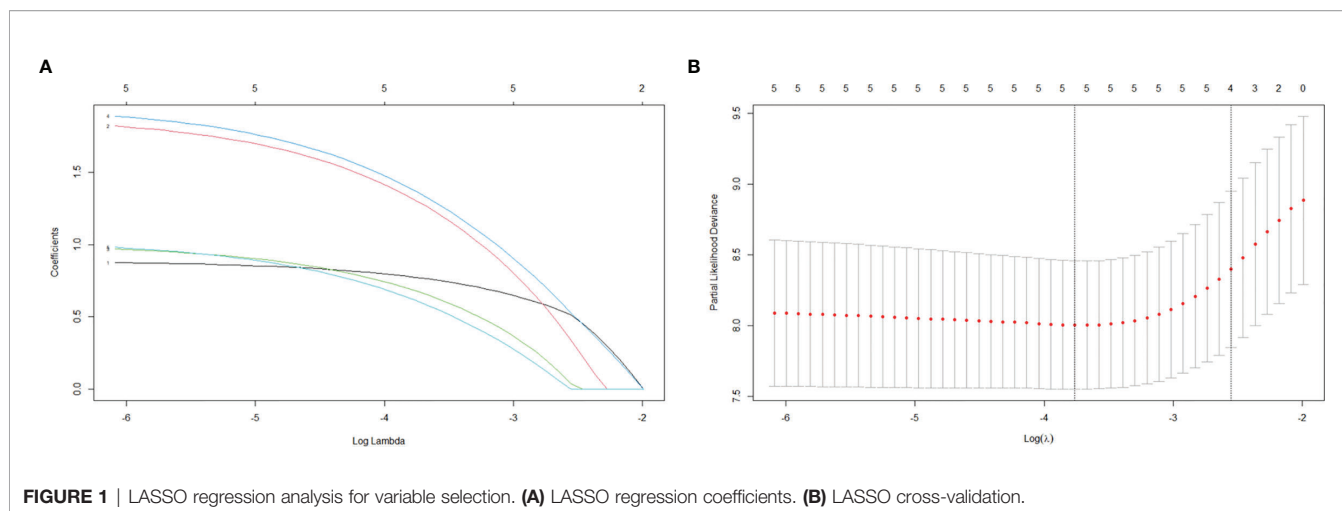 A
B
5 5 5 5 2
5 5 5 5 5 5 5 5 5 5 5 5 5 5 5 5 5 5 4 3 2 0
4
2
1
Coefficients
0.0 0.5 1.0 1.5
-6 -5 -4 -3 -2
Log Lambda
Partial Likelihood Deviance
7.5 8.0 8.5 9.0 9.5
-6 -5 -4 -3 -2
Log(λ)
FIGURE 1 | LASSO regression analysis for variable selection. (A) LASSO regression coefficients. (B) LASSO cross-validation.